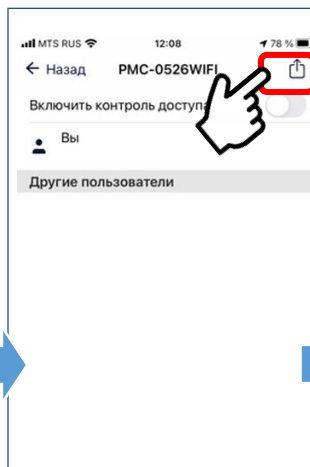 MTS RUS 12:08 78 %
Назад PMC-0526WIFI
Включить контроль доступа
Вы
Другие пользователи